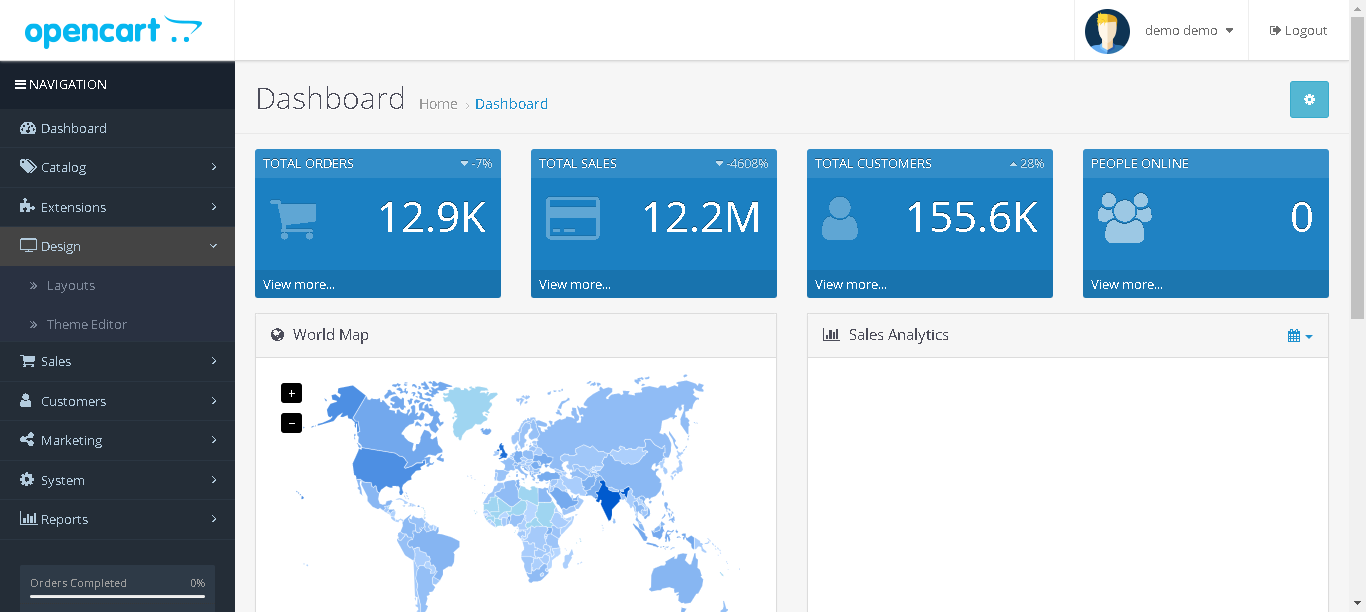 opencart
demo demo
Logout
NAVIGATION
Dashboard
Catalog
Extensions
Design
Layouts
Theme Editor
Sales
Customers
Marketing
System
Reports
Orders Completed 0%
Dashboard Home › Dashboard
TOTAL ORDERS -7%
12.9K
View more...
TOTAL SALES -4608%
12.2M
View more...
TOTAL CUSTOMERS 28%
155.6K
View more...
PEOPLE ONLINE
0
View more...
World Map
+
−
Sales Analytics